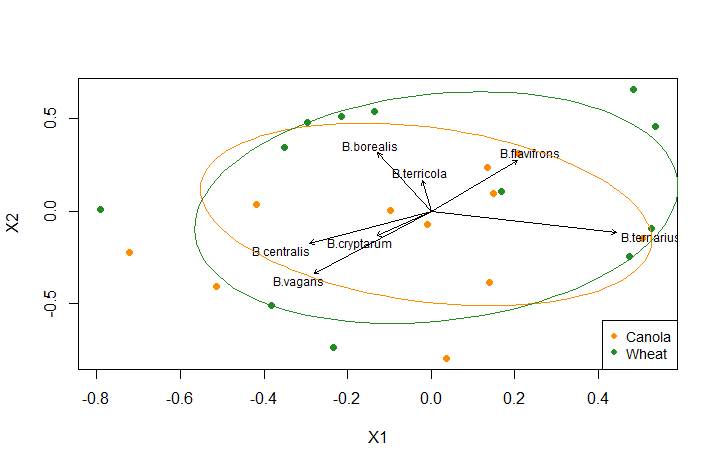 X2
0.5
0.0
-0.5
B.borealis
B.flavifrons
B.terricola
B.ternarius
B.cryptarum
B.centralis
B.vagans
Canola
Wheat
-0.8 -0.6 -0.4 -0.2 0.0 0.2 0.4
X1